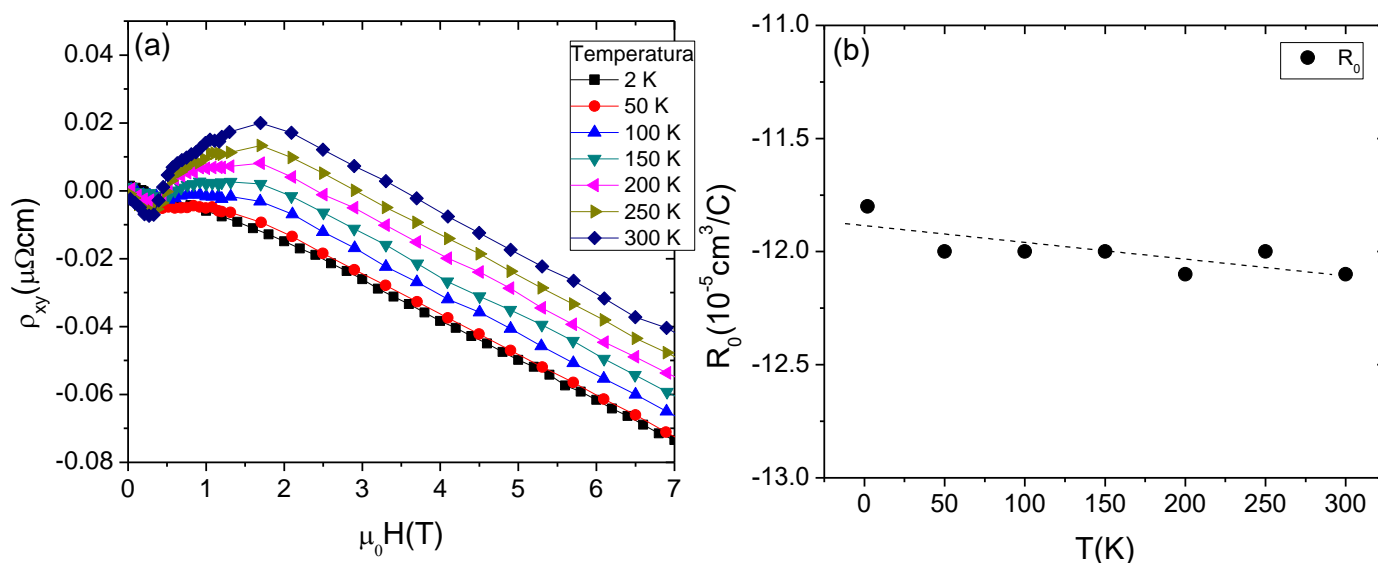 (a)
Temperatura
2 K
50 K
100 K
150 K
200 K
250 K
300 K
0.04
0.02
0.00
-0.02
-0.04
-0.06
-0.08
0 1 2 3 4 5 6 7
ρxy(μΩcm)
μ0H(T)
(b)
R0
-11.0
-11.5
-12.0
-12.5
-13.0
0 50 100 150 200 250 300
R0(10⁻⁵cm³/C)
T(K)